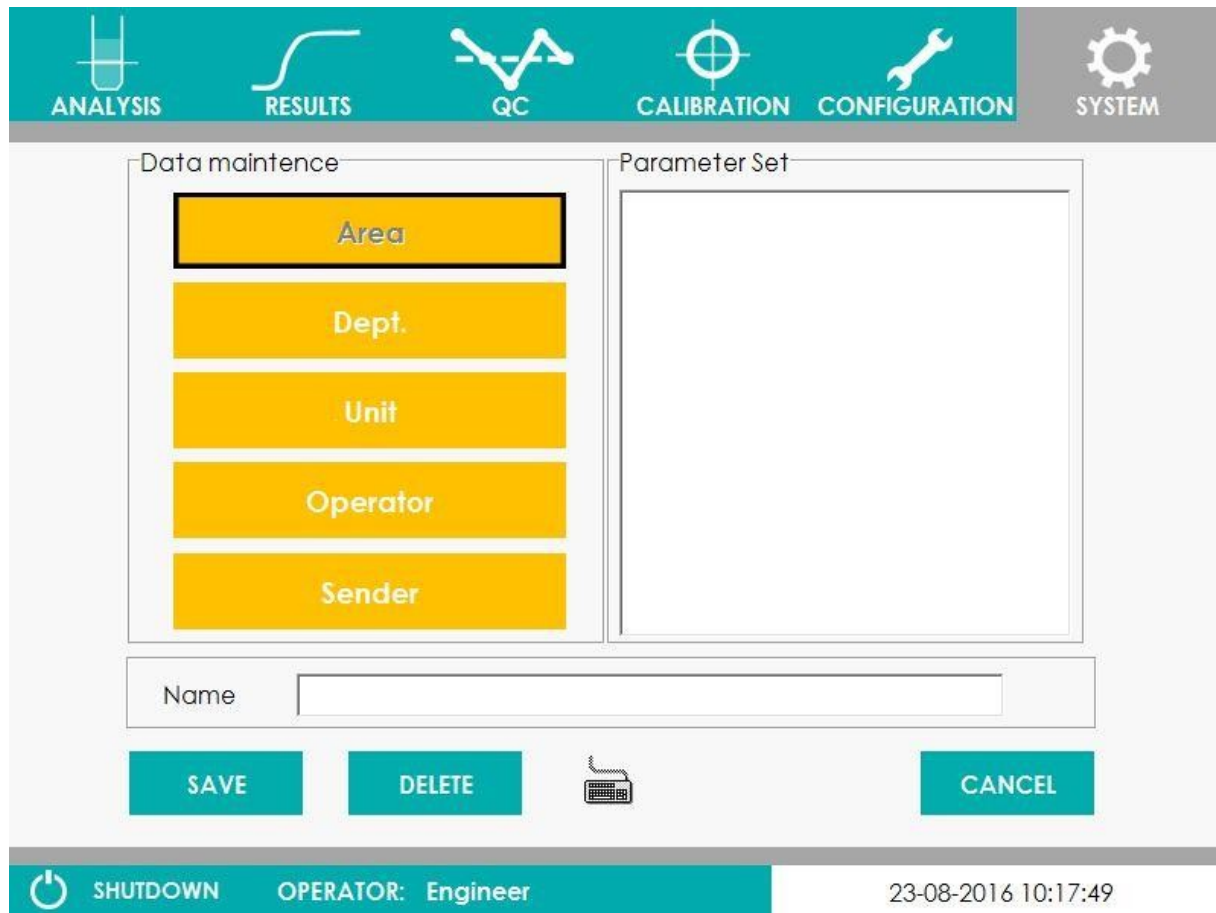 ANALYSIS RESULTS QC CALIBRATION CONFIGURATION SYSTEM
Data maintence Parameter Set
Area
Dept.
Unit
Operator
Sender
Name
SAVE DELETE CANCEL
SHUTDOWN OPERATOR: Engineer 23-08-2016 10:17:49